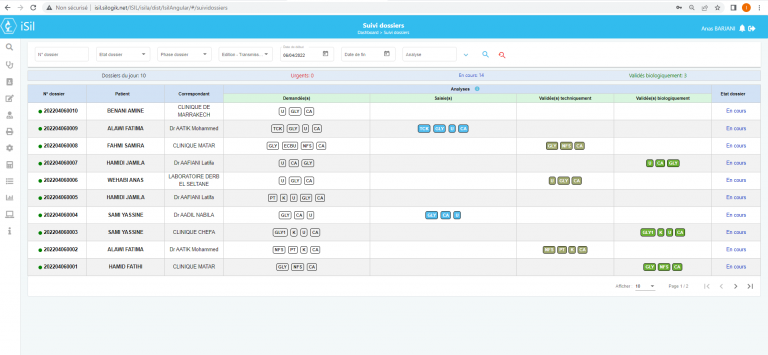 Non sécurisé | isil.silogik.net/ISIL/isila/dist/IsilAngular/#/suividossiers
iSil
Suivi dossiers
Dashboard > Suivi dossiers
Anas BARJANI
N° dossier
Etat dossier
Phase dossier
Edition - Transmiss...
06/04/2022
Date de fin
Analyse
Dossiers du jour: 10
Urgents: 0
En cours: 14
Validés biologiquement: 3
N° dossier Patient Correspondant Analyses Etat dossier
Demandée(s) Saisie(s) Validée(s) techniquement Validée(s) biologiquement
202204060010 BENANI AMINE CLINIQUE DE MARRAKECH U GLY CA En cours
202204060009 ALAWI FATIMA Dr AATIK Mohammed TCK GLY U CA TCK GLY U CA En cours
202204060008 FAHMI SAMIRA CLINIQUE MATAR GLY ECBU NFS CA GLY NFS CA En cours
202204060007 HAMIDI JAMILA Dr AAFIANI Latifa U CA GLY U CA GLY En cours
202204060006 WEHABI ANAS LABORATOIRE DERB EL SELTANE U GLY CA U GLY CA En cours
202204060005 HAMIDI JAMILA Dr AAFIANI Latifa PT K U GLY CA En cours
202204060004 SAMI YASSINE Dr AADIL NABILA GLY CA U GLY CA U En cours
202204060003 SAMI YASSINE CLINIQUE CHEFA GLY1 K U CA GLY1 K U CA En cours
202204060002 ALAWI FATIMA Dr AATIK Mohammed NFS PT K CA NFS PT K CA En cours
202204060001 HAMID FATIHI CLINIQUE MATAR GLY NFS CA GLY NFS CA En cours
Afficher 10 Page 1 / 2